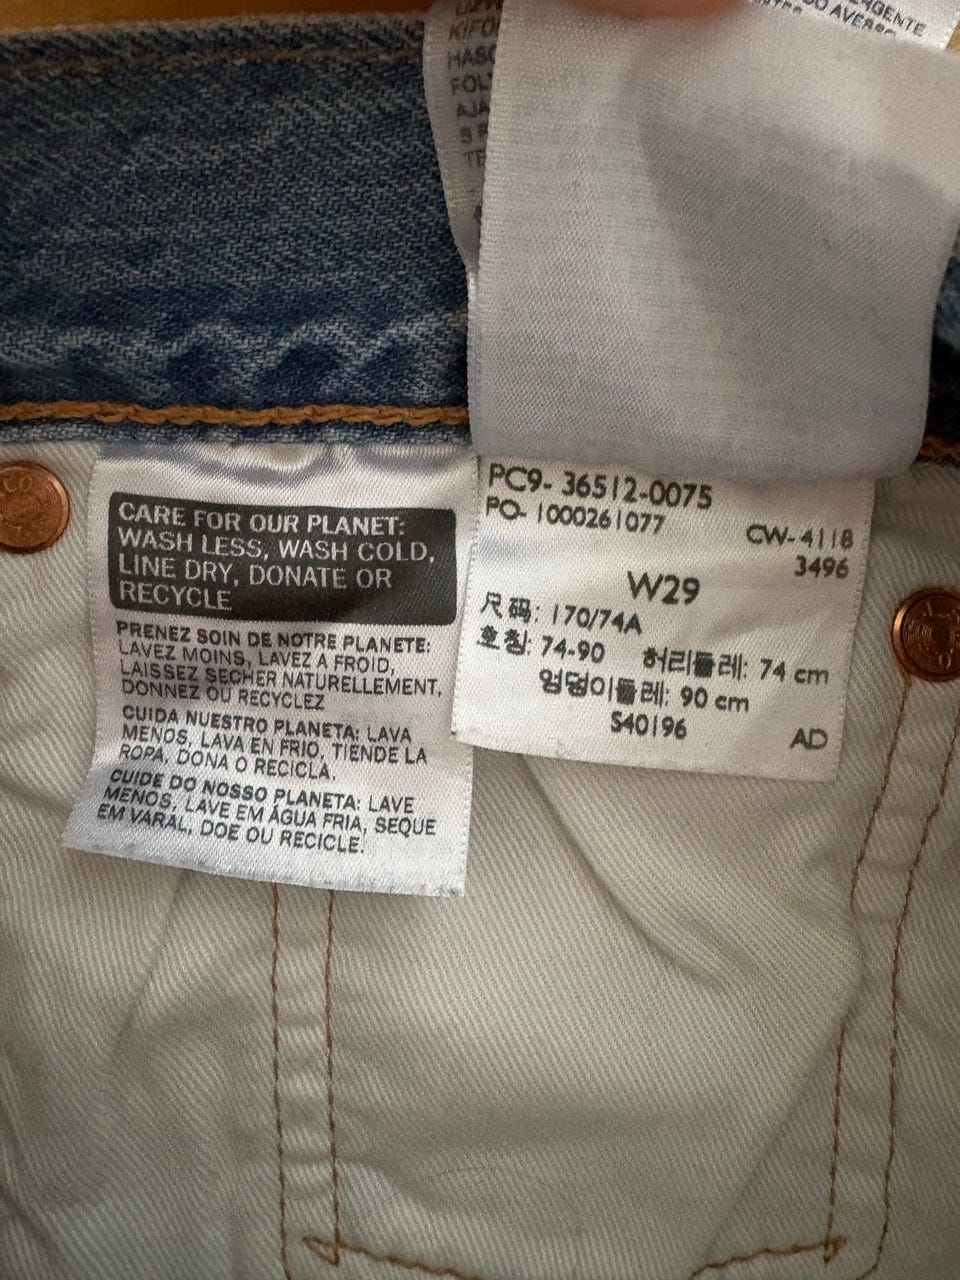 KIFO
HASC
FOL
AJA
CARE FOR OUR PLANET:
WASH LESS, WASH COLD,
LINE DRY, DONATE OR
RECYCLE
PRENEZ SOIN DE NOTRE PLANETE:
LAVEZ MOINS, LAVEZ A FROID,
LAISSEZ SECHER NATURELLEMENT,
DONNEZ OU RECYCLEZ
CUIDA NUESTRO PLANETA: LAVA
MENOS, LAVA EN FRIO, TIENDE LA
ROPA, DONA O RECICLA.
CUIDE DO NOSSO PLANETA: LAVE
MENOS, LAVE EM ÁGUA FRIA, SEQUE
EM VARAL, DOE OU RECICLE.
PC9- 36512-0075
PO- 1000261077
CW-4118
3496
W29
尺码: 170/74A
호칭: 74-90 허리둘레: 74 cm
엉덩이둘레: 90 cm
S40196
AD